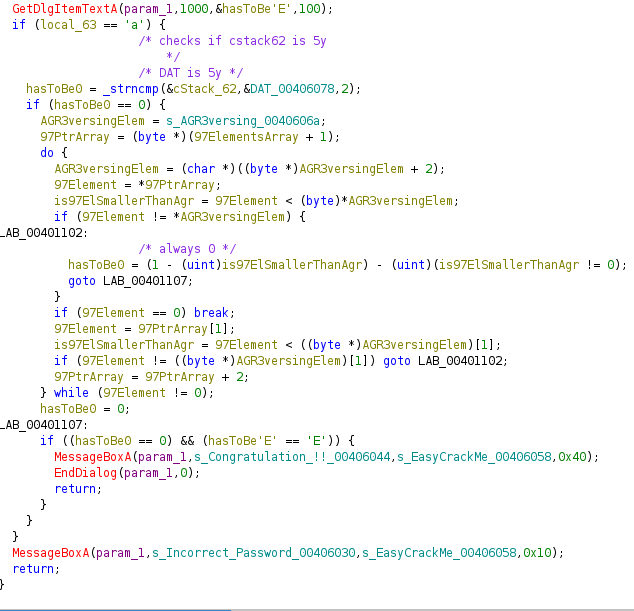 GetDlgItemTextA(param_1,1000,&hasToBe'E',100);
if (local_63 == 'a') {
/* checks if cstack62 is 5y
*/
/* DAT is 5y */
hasToBe0 = _strncmp(&cStack_62,&DAT_00406078,2);
if (hasToBe0 == 0) {
AGR3versingElem = s_AGR3versing_0040606a;
97PtrArray = (byte *)(97ElementsArray + 1);
do {
AGR3versingElem = (char *)((byte *)AGR3versingElem + 2);
97Element = *97PtrArray;
is97ElSmallerThanAgr = 97Element < (byte)*AGR3versingElem;
if (97Element != *AGR3versingElem) {
LAB_00401102:
/* always 0 */
hasToBe0 = (1 - (uint)is97ElSmallerThanAgr) - (uint)(is97ElSmallerThanAgr != 0);
goto LAB_00401107;
}
if (97Element == 0) break;
97Element = 97PtrArray[1];
is97ElSmallerThanAgr = 97Element < ((byte *)AGR3versingElem)[1];
if (97Element != ((byte *)AGR3versingElem)[1]) goto LAB_00401102;
97PtrArray = 97PtrArray + 2;
} while (97Element != 0);
hasToBe0 = 0;
LAB_00401107:
if ((hasToBe0 == 0) && (hasToBe'E' == 'E')) {
MessageBoxA(param_1,s_Congratulation_!!_00406044,s_EasyCrackMe_00406058,0x40);
EndDialog(param_1,0);
return;
}
}
}
MessageBoxA(param_1,s_Incorrect_Password_00406030,s_EasyCrackMe_00406058,0x10);
return;
}